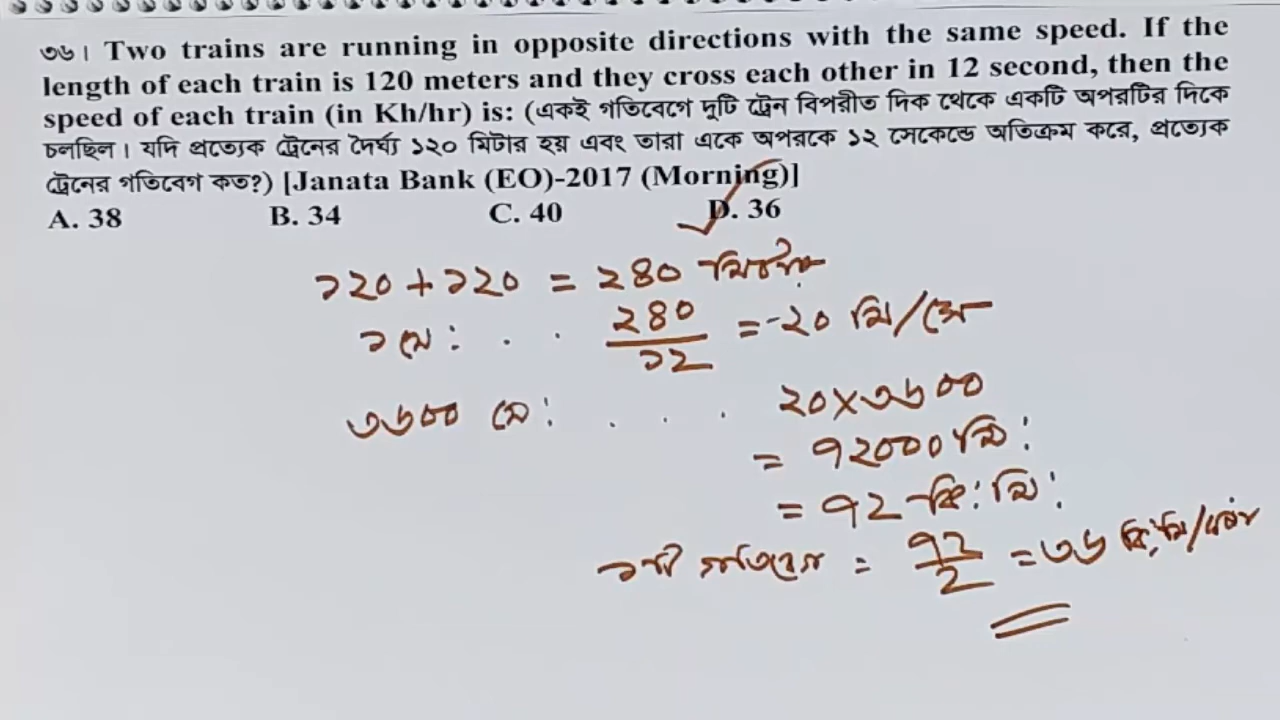 ৩৬। Two trains are running in opposite directions with the same speed. If the
length of each train is 120 meters and they cross each other in 12 second, then the
speed of each train (in Kh/hr) is: (একই গতিবেগে দুটি ট্রেন বিপরীত দিক থেকে একটি অপরটির দিকে
চলছিল। যদি প্রত্যেক ট্রেনের দৈর্ঘ্য ১২০ মিটার হয় এবং তারা একে অপরকে ১২ সেকেন্ডে অতিক্রম করে, প্রত্যেক
ট্রেনের গতিবেগ কত?) [Janata Bank (EO)-2017 (Morning)]
A. 38 B. 34 C. 40 D. 36
১২০ + ১২০ = ২৪০ মিটার
১ সে: . . ২৪০/১২ = ২০ মি/সে
৩৬০০ সে: . . . ২০×৩৬০০
= ৭২০০০ মি:
= ৭২ কি: মি:
১টি গতিবেগ = ৭২/২ = ৩৬ কি:মি/ঘন্টা